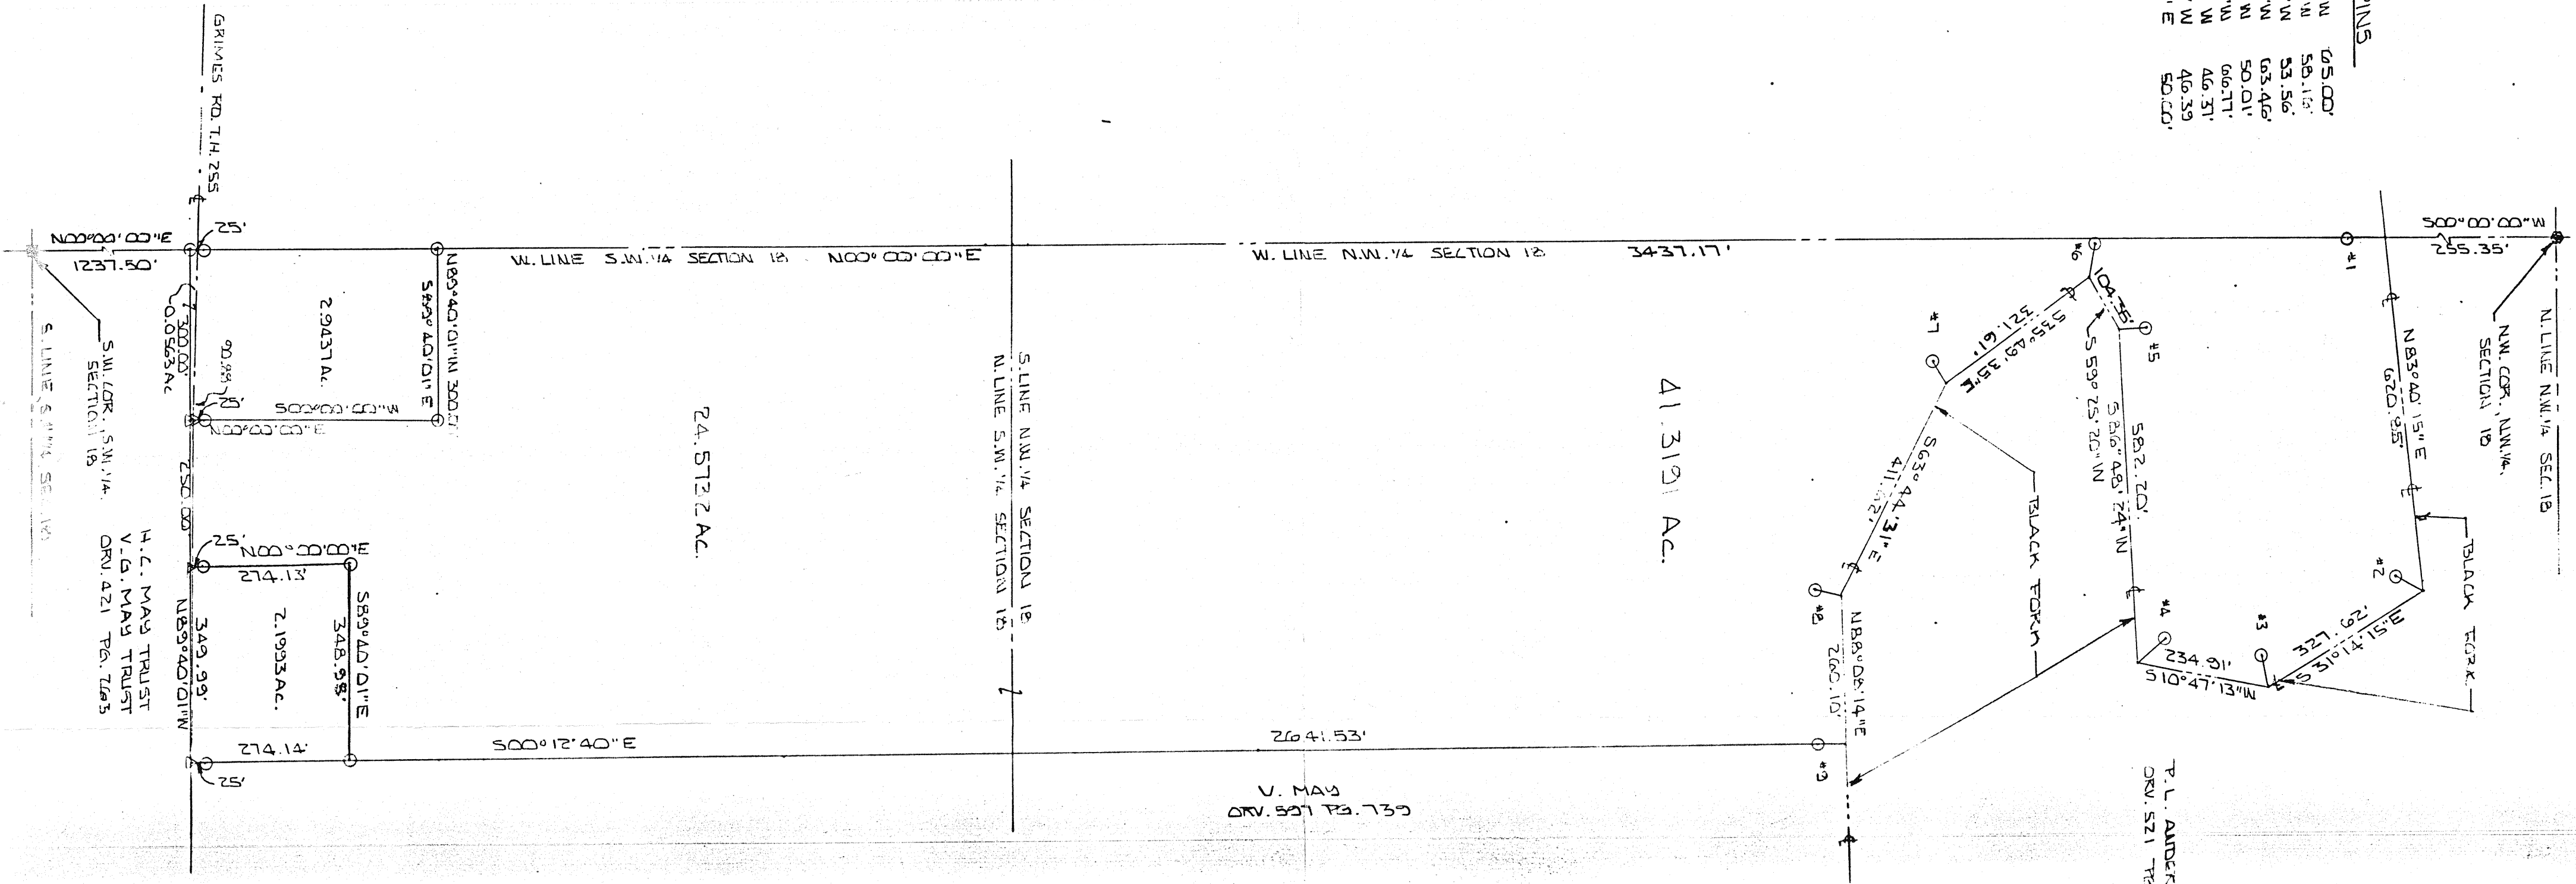 PINS
W 65.00'
W 58.18'
W 53.56'
W 63.46'
W 50.01'
W 66.77'
W 46.37'
W 46.39
E 50.00'
GRIMES RD. T.H. 255
N00°00'00"E
1237.50'
25'
W. LINE S.W. 1/4 SECTION 18 N00°00'00"E
W. LINE N.W. 1/4 SECTION 18
3437.17'
S00°00'00"W
255.35'
#1
#6
N. LINE N.W. 1/4 SEC. 18
N.W. COR., N.W. 1/4.
SECTION 18
N83°40'15"E
620.85'
BLACK FORK
#2
327.92'
S31°14'15"E
#3
234.91'
S10°47'13"W
#4
582.20'
S86°48'24"W
#5
104.35'
S59°25'20"W
S35°49'35"E
321.61'
#7
S63°44'31"E
BLACK FORK
#8
N88°08'14"E
260.10'
#9
41.3191 AC.
S. LINE N.W. 1/4 SECTION 18
N. LINE S.W. 1/4 SECTION 18
24.5732 AC.
N89°40'01"W 300.00'
S89°40'01"E
2.9437 AC.
S00°00'00"W
N00°00'00"E
90.99
25'
300.00'
0.0563 AC
S.W. COR., S.W. 1/4.
SECTION 18
250.00
25'
N00°00'00"E
274.13'
S89°40'01"E
348.98'
2.1993 AC.
349.99'
N89°40'01"W
H.C. MAY TRUST
V.G. MAY TRUST
ORV. 421 PG. 763
274.14'
25'
S00°12'40"E
2641.53'
V. MAY
ORV. 597 PG. 739
P.L. ANDER
ORV. 521 PG